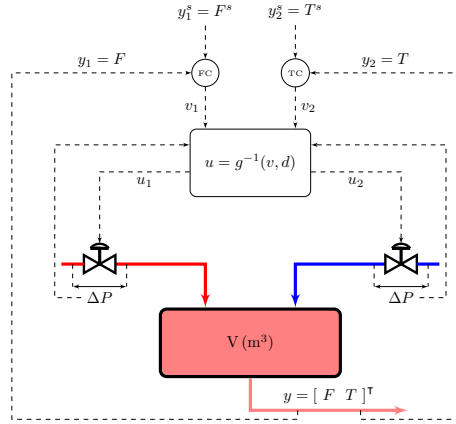 y₁ˢ = Fˢ
y₂ˢ = Tˢ
y₁ = F
FC
TC
y₂ = T
v₁
v₂
u = g⁻¹(v, d)
u₁
u₂
ΔP
ΔP
V (m³)
y = [ F T ]ᵀ